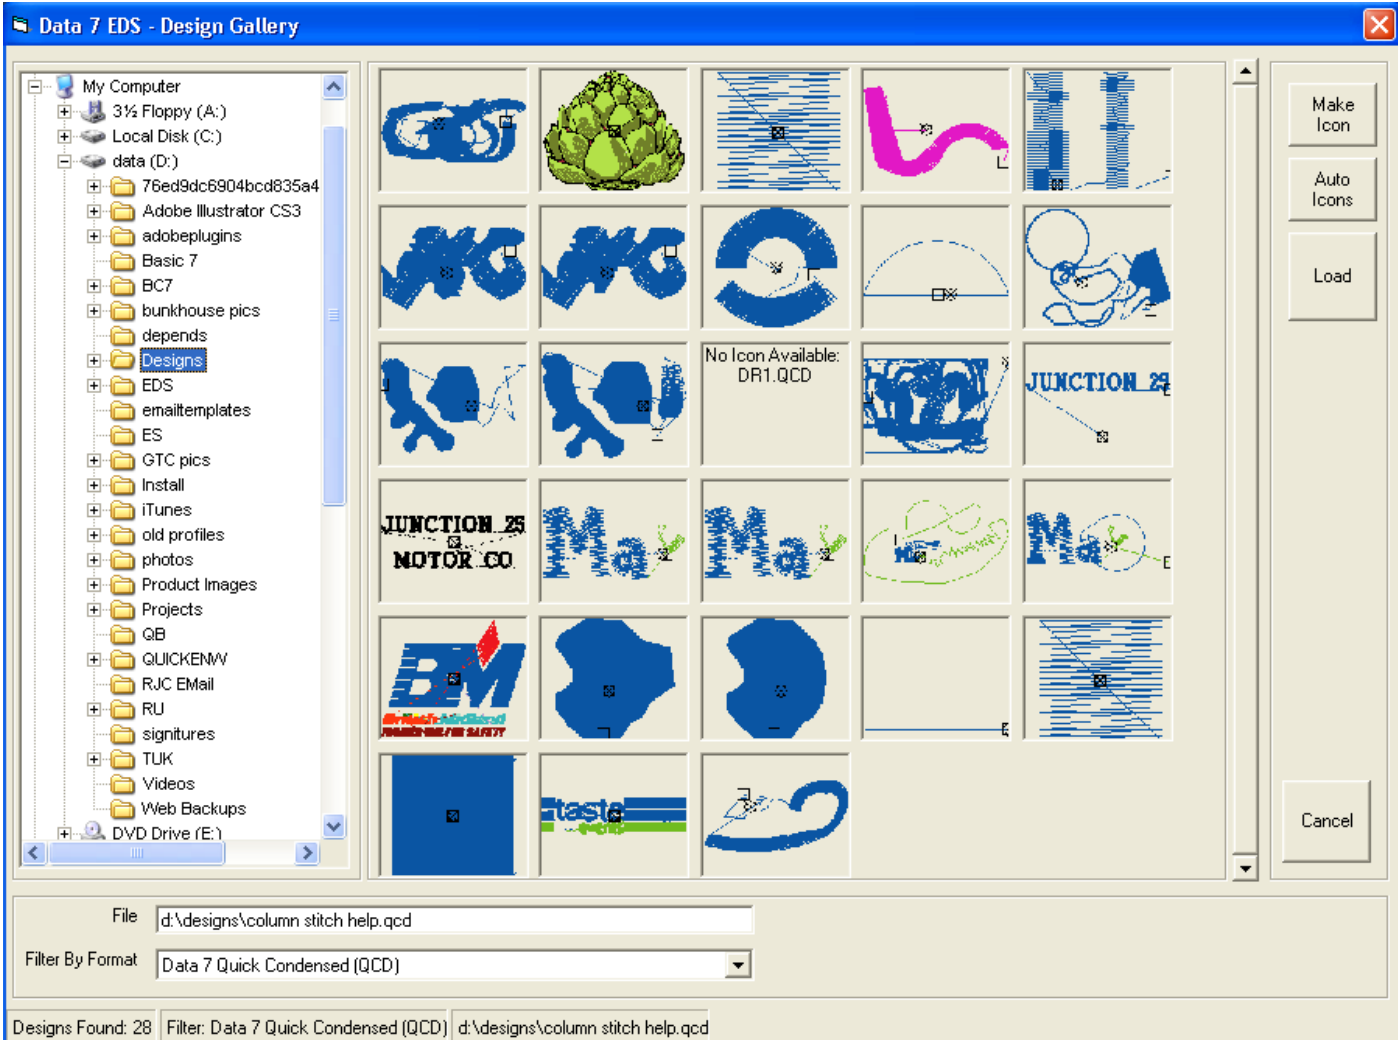 Data 7 EDS - Design Gallery
My Computer
3½ Floppy (A:)
Local Disk (C:)
data (D:)
76ed9dc6904bcd835a4
Adobe Illustrator CS3
adobeplugins
Basic 7
BC7
bunkhouse pics
depends
Designs
EDS
emailtemplates
ES
GTC pics
Install
iTunes
old profiles
photos
Product Images
Projects
QB
QUICKENW
RJC EMail
RU
signitures
TUK
Videos
Web Backups
DVD Drive (E:)
No Icon Available:
DR1.QCD
JUNCTION 29
JUNCTION 25
MOTOR CO
Ma
Ma
Ma
BM
taste
Make
Icon
Auto
Icons
Load
Cancel
File
d:\designs\column stitch help.qcd
Filter By Format
Data 7 Quick Condensed (QCD)
Designs Found: 28
Filter: Data 7 Quick Condensed (QCD)
d:\designs\column stitch help.qcd